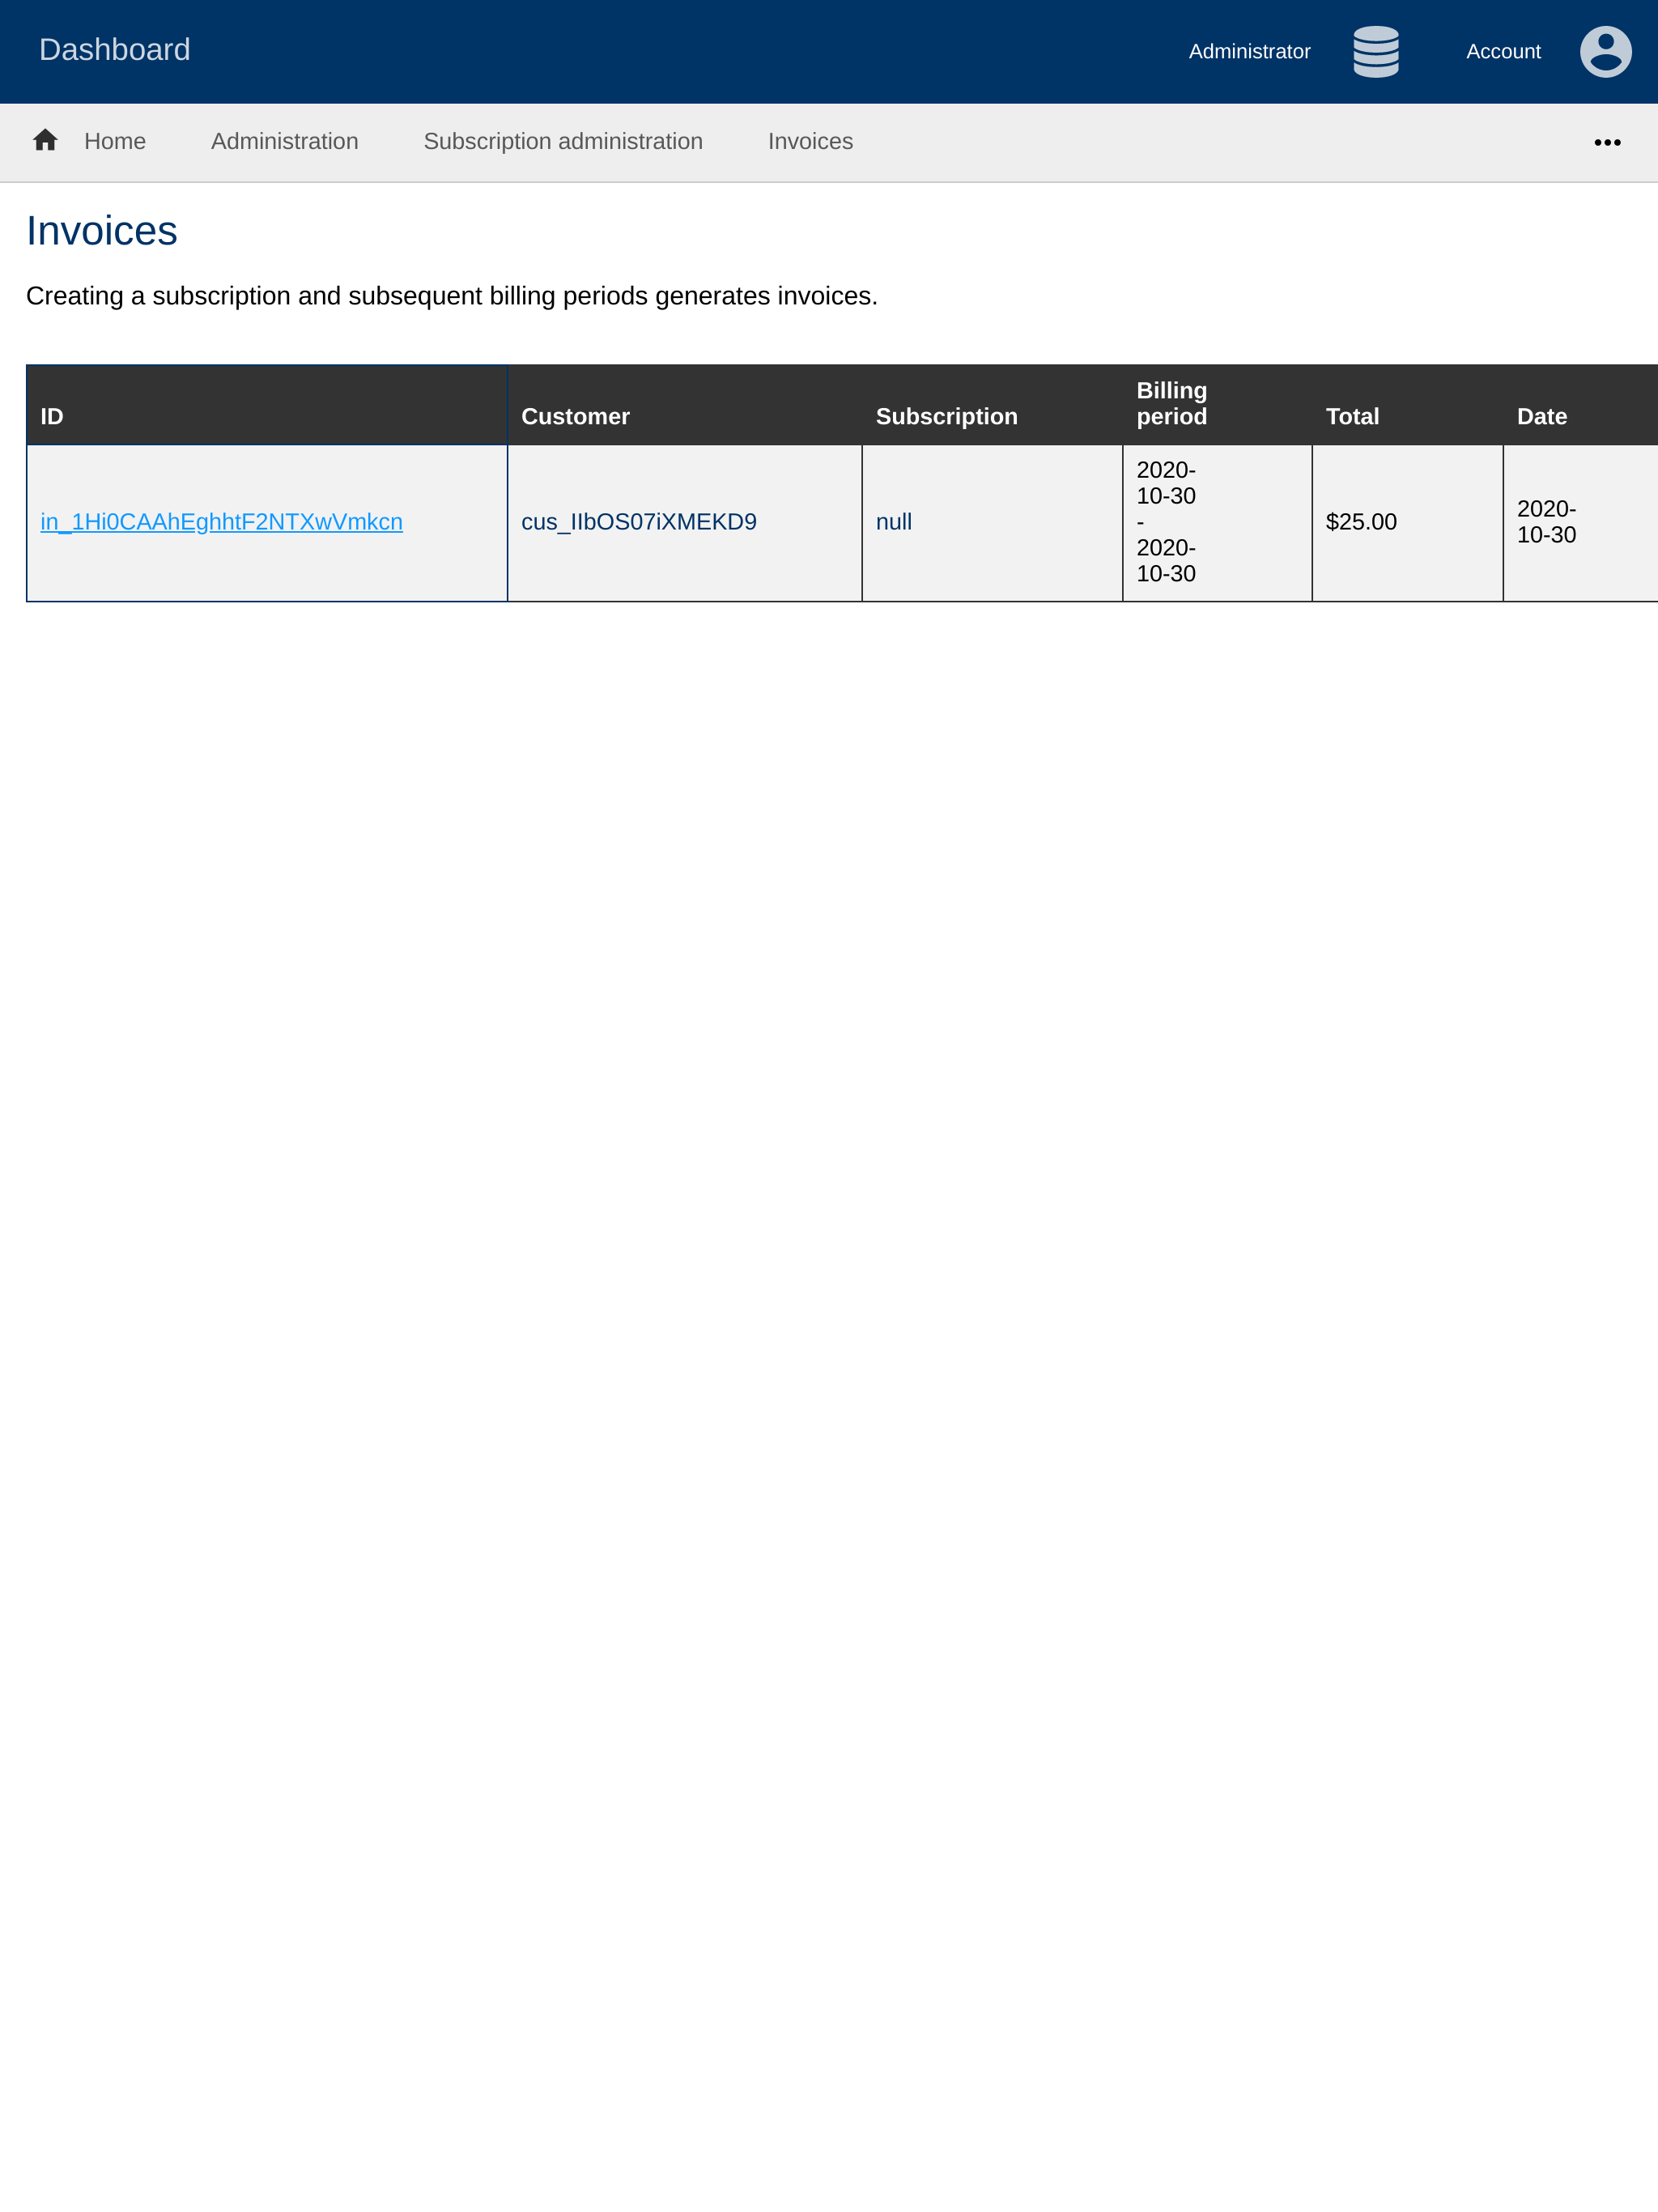 Dashboard
Administrator
Account
Home
Administration
Subscription administration
Invoices
Invoices
Creating a subscription and subsequent billing periods generates invoices.
ID
Customer
Subscription
Billing
period
Total
Date
in_1Hi0CAAhEghhtF2NTXwVmkcn
cus_IIbOS07iXMEKD9
null
2020-
10-30
-
2020-
10-30
$25.00
2020-
10-30